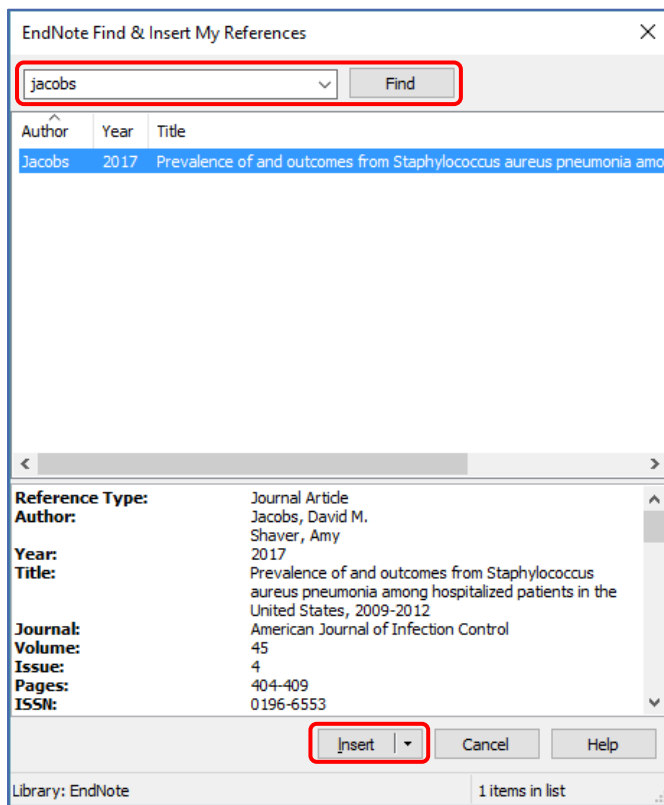 EndNote Find & Insert My References
jacobs Find
Author Year Title
Jacobs 2017 Prevalence of and outcomes from Staphylococcus aureus pneumonia amo
Reference Type: Journal Article
Author: Jacobs, David M.
Shaver, Amy
Year: 2017
Title: Prevalence of and outcomes from Staphylococcus
aureus pneumonia among hospitalized patients in the
United States, 2009-2012
Journal: American Journal of Infection Control
Volume: 45
Issue: 4
Pages: 404-409
ISSN: 0196-6553
Insert Cancel Help
Library: EndNote 1 items in list